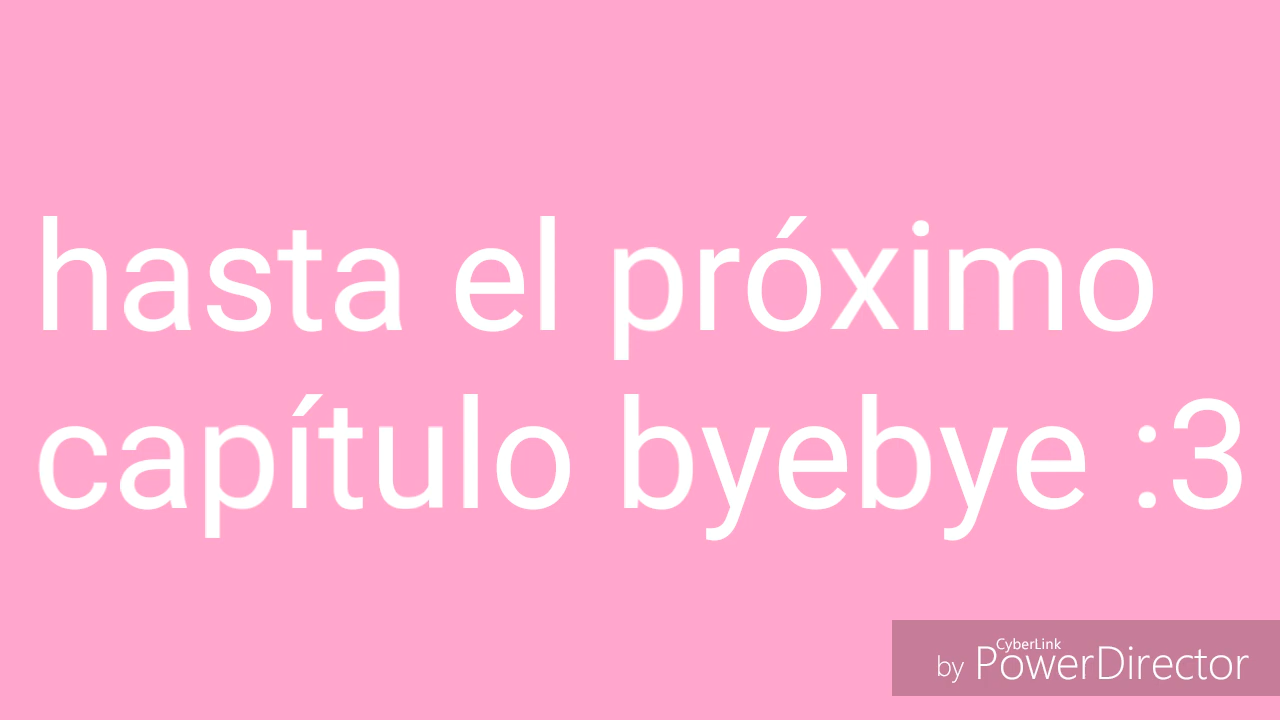 hasta el próximo
capítulo byebye :3
CyberLink
by PowerDirector